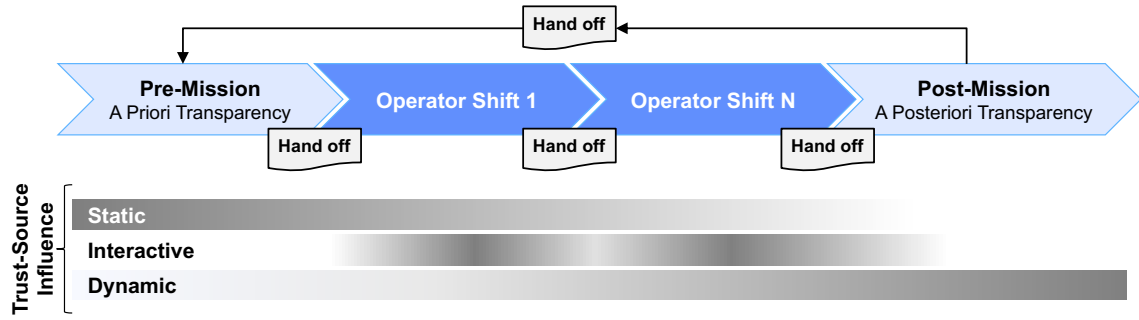 Hand off
Pre-Mission
A Priori Transparency
Operator Shift 1
Operator Shift N
Post-Mission
A Posteriori Transparency
Hand off
Hand off
Hand off
Trust-Source
Influence
Static
Interactive
Dynamic